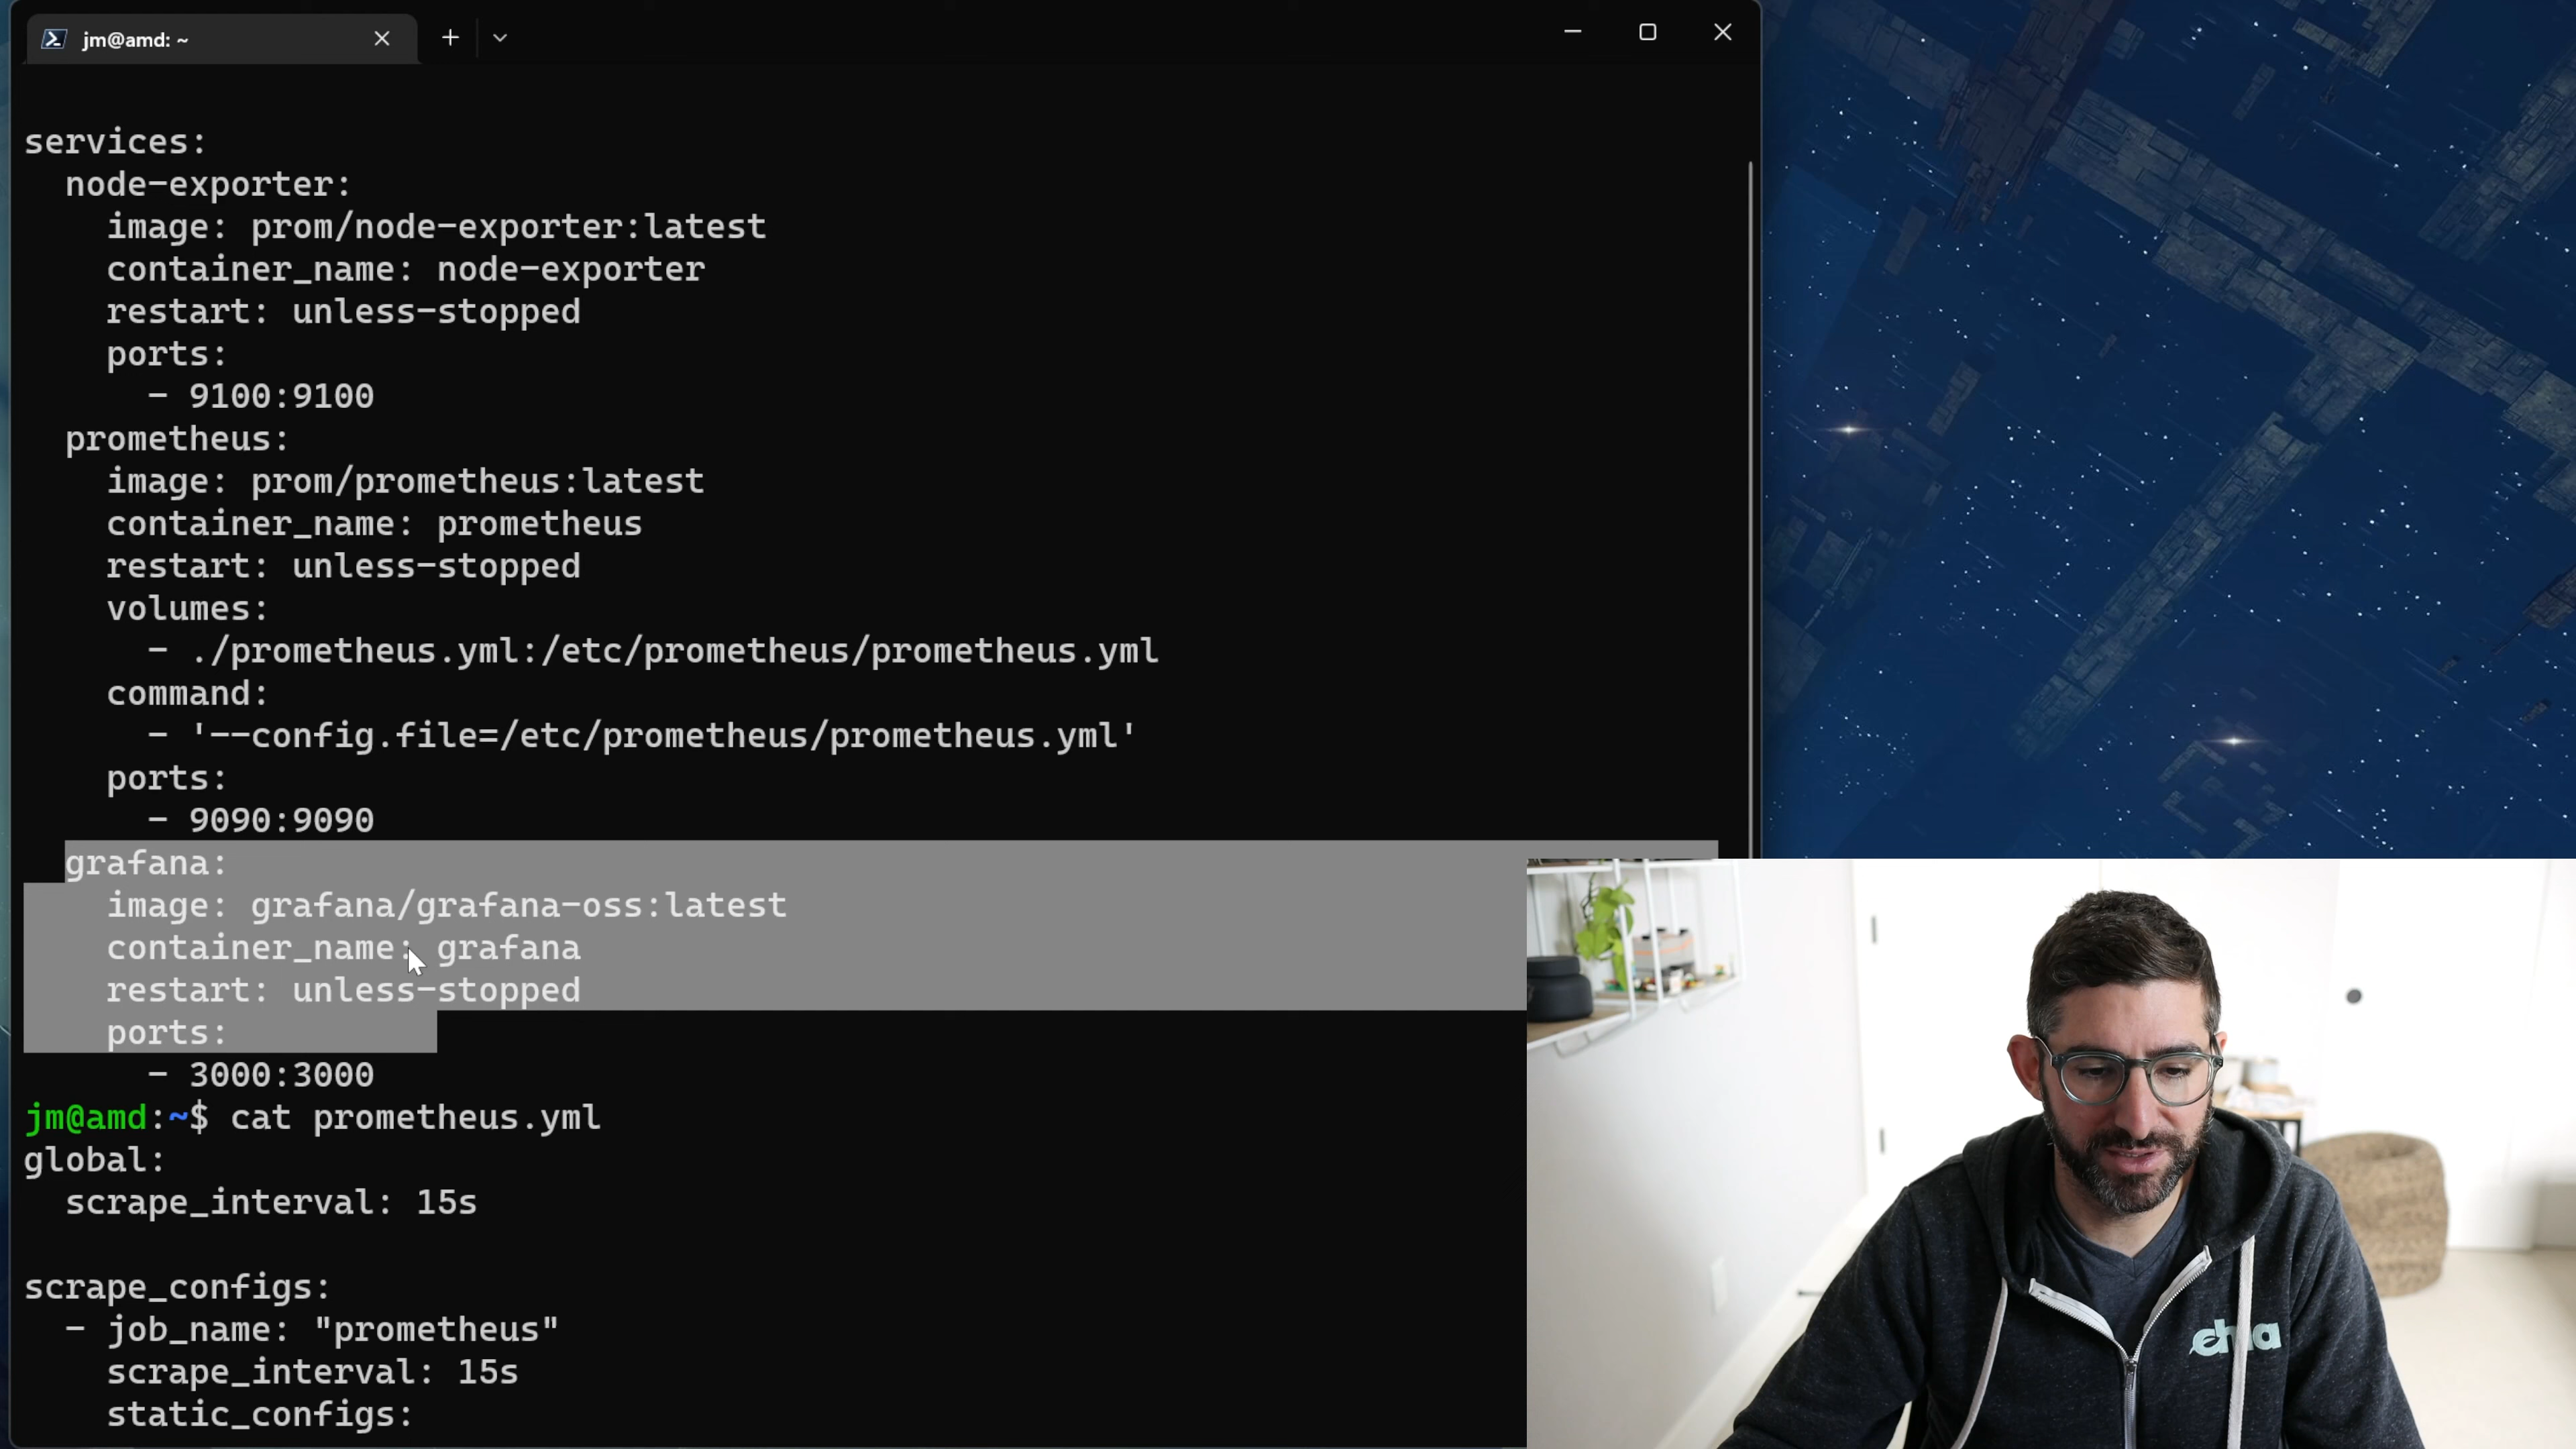 jm@amd: ~
services:
  node-exporter:
    image: prom/node-exporter:latest
    container_name: node-exporter
    restart: unless-stopped
    ports:
      - 9100:9100
  prometheus:
    image: prom/prometheus:latest
    container_name: prometheus
    restart: unless-stopped
    volumes:
      - ./prometheus.yml:/etc/prometheus/prometheus.yml
    command:
      - '--config.file=/etc/prometheus/prometheus.yml'
    ports:
      - 9090:9090
  grafana:
    image: grafana/grafana-oss:latest
    container_name: grafana
    restart: unless-stopped
    ports:
      - 3000:3000
jm@amd:~$ cat prometheus.yml
global:
  scrape_interval: 15s
scrape_configs:
  - job_name: "prometheus"
    scrape_interval: 15s
    static_configs: